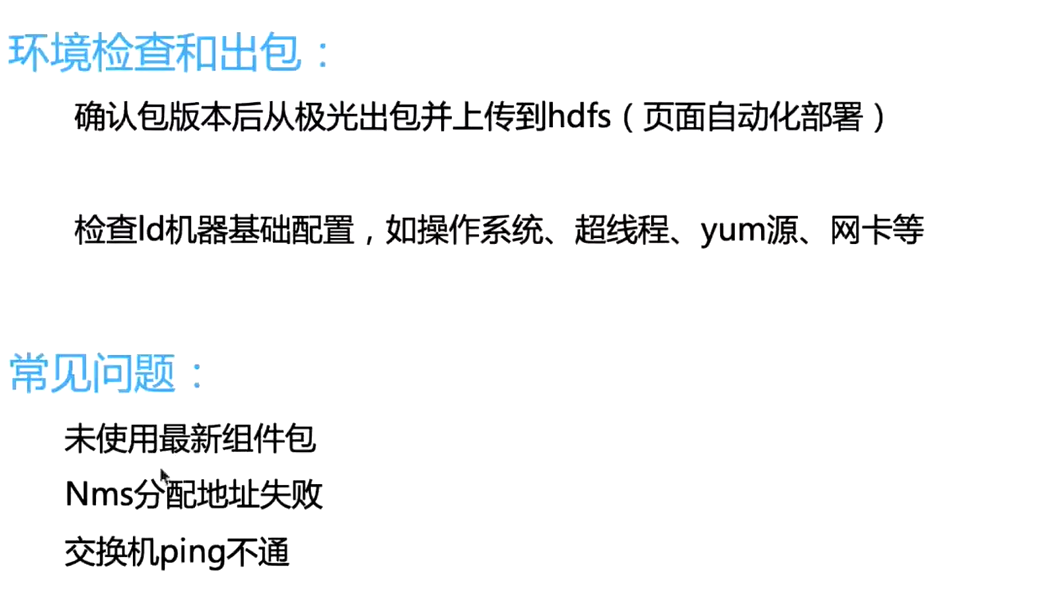 环境检查和出包：
确认包版本后从极光出包并上传到hdfs（页面自动化部署）
检查ld机器基础配置，如操作系统、超线程、yum源、网卡等
常见问题：
未使用最新组件包
Nms分配地址失败
交换机ping不通